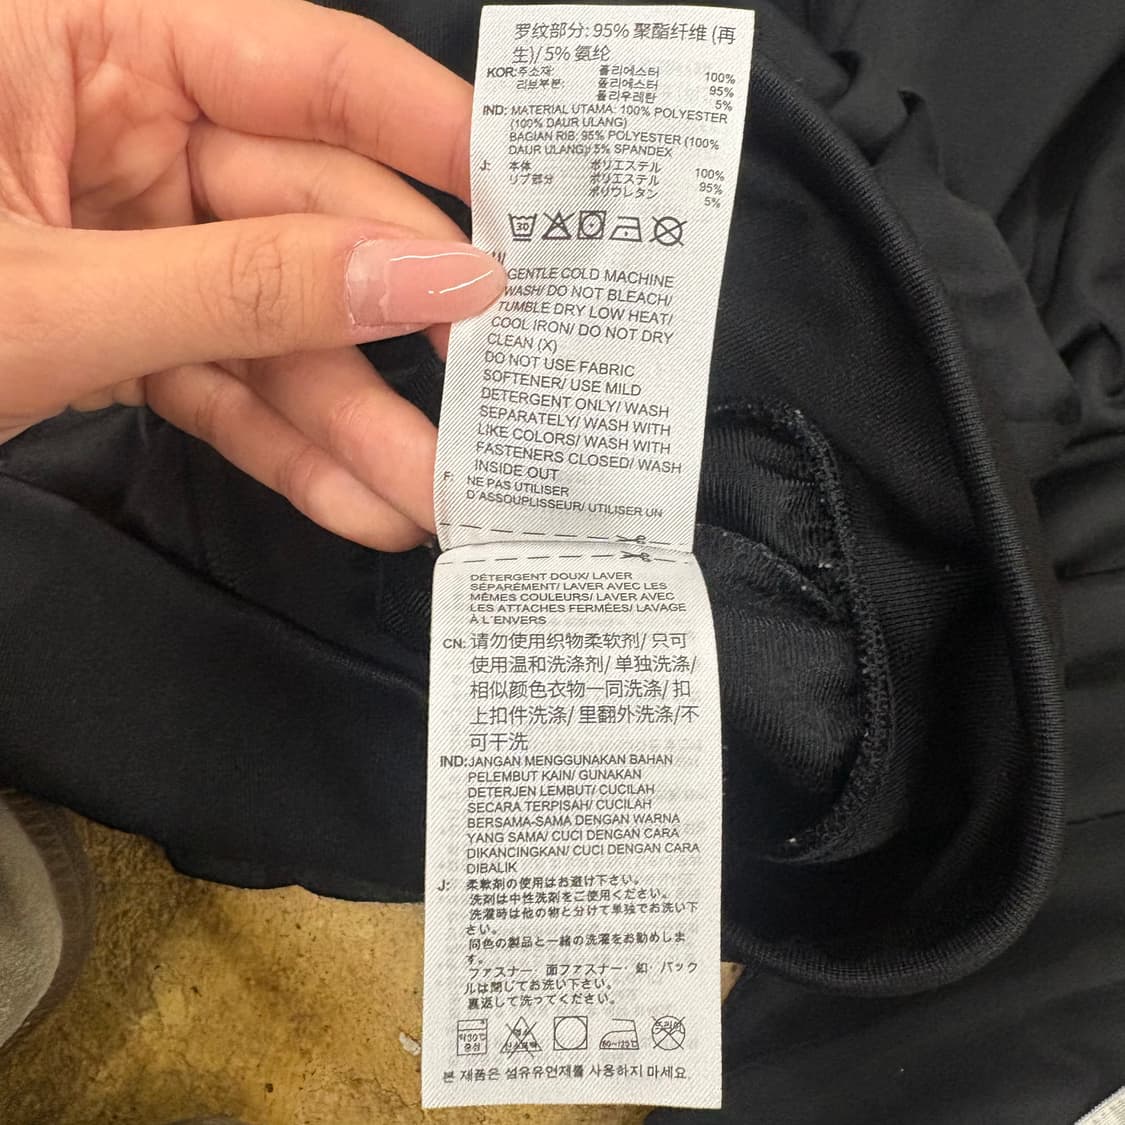 罗纹部分: 95% 聚酯纤维 (再
生)/ 5% 氨纶
KOR: 주소재: 폴리에스터 100%
리브부분: 폴리에스터 95%
폴리우레탄 5%
IND: MATERIAL UTAMA: 100% POLYESTER
(100% DAUR ULANG)
BAGIAN RIB: 95% POLYESTER (100%
DAUR ULANG)/ 5% SPANDEX
J: 本体 ポリエステル 100%
リブ部分 ポリエステル 95%
ポリウレタン 5%
30
GENTLE COLD MACHINE
WASH/ DO NOT BLEACH/
TUMBLE DRY LOW HEAT/
COOL IRON/ DO NOT DRY
CLEAN (X)
DO NOT USE FABRIC
SOFTENER/ USE MILD
DETERGENT ONLY/ WASH
SEPARATELY/ WASH WITH
LIKE COLORS/ WASH WITH
FASTENERS CLOSED/ WASH
INSIDE OUT
F: NE PAS UTILISER
D'ASSOUPLISSEUR/ UTILISER UN
DÉTERGENT DOUX/ LAVER
SÉPARÉMENT/ LAVER AVEC LES
MÊMES COULEURS/ LAVER AVEC
LES ATTACHES FERMÉES/ LAVAGE
À L'ENVERS
CN: 请勿使用织物柔软剂/ 只可
使用温和洗涤剂/ 单独洗涤/
相似颜色衣物一同洗涤/ 扣
上扣件洗涤/ 里翻外洗涤/不
可干洗
IND: JANGAN MENGGUNAKAN BAHAN
PELEMBUT KAIN/ GUNAKAN
DETERJEN LEMBUT/ CUCILAH
SECARA TERPISAH/ CUCILAH
BERSAMA-SAMA DENGAN WARNA
YANG SAMA/ CUCI DENGAN CARA
DIKANCINGKAN/ CUCI DENGAN CARA
DIBALIK
J: 柔軟剤の使用はお避け下さい。
洗剤は中性洗剤をご使用ください。
洗濯時は他の物と分けて単独でお洗い下
さい。
同色の製品と一緒の洗濯をお勧めしま
す。
ファスナー・面ファスナー・釦・バック
ルは閉じてお洗い下さい。
裏返して洗ってください。
약30℃
중성
80~120℃
드라이
본 제품은 섬유유연제를 사용하지 마세요.